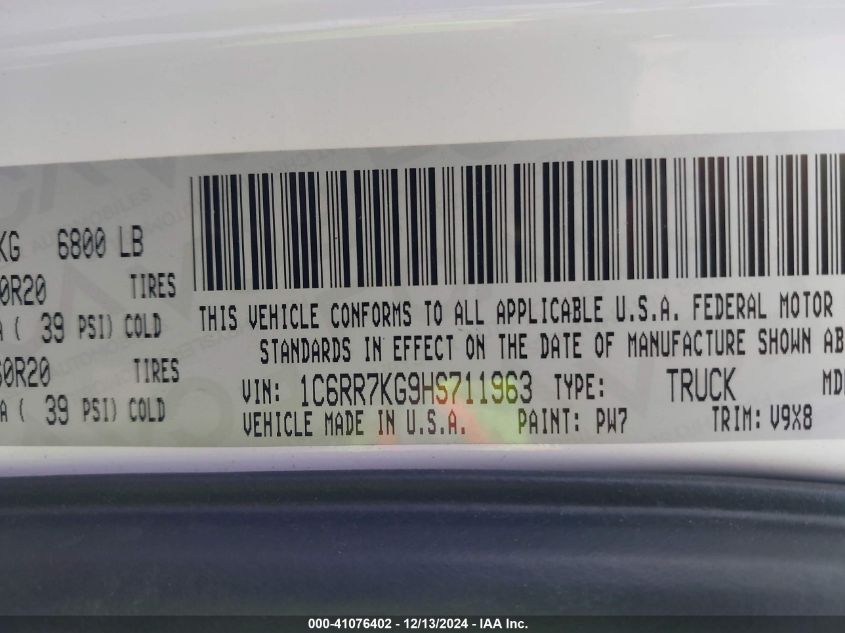 KG 6800 LB
0R20 TIRES
A ( 39 PSI) COLD
60R20 TIRES
A ( 39 PSI) COLD
THIS VEHICLE CONFORMS TO ALL APPLICABLE U.S.A. FEDERAL MOTOR
STANDARDS IN EFFECT ON THE DATE OF MANUFACTURE SHOWN AB
VIN: 1C6RR7KG9HS711963 TYPE: TRUCK MD
VEHICLE MADE IN U.S.A. PAINT: PW7 TRIM: V9X8
000-41076402 - 12/13/2024 - IAA Inc.